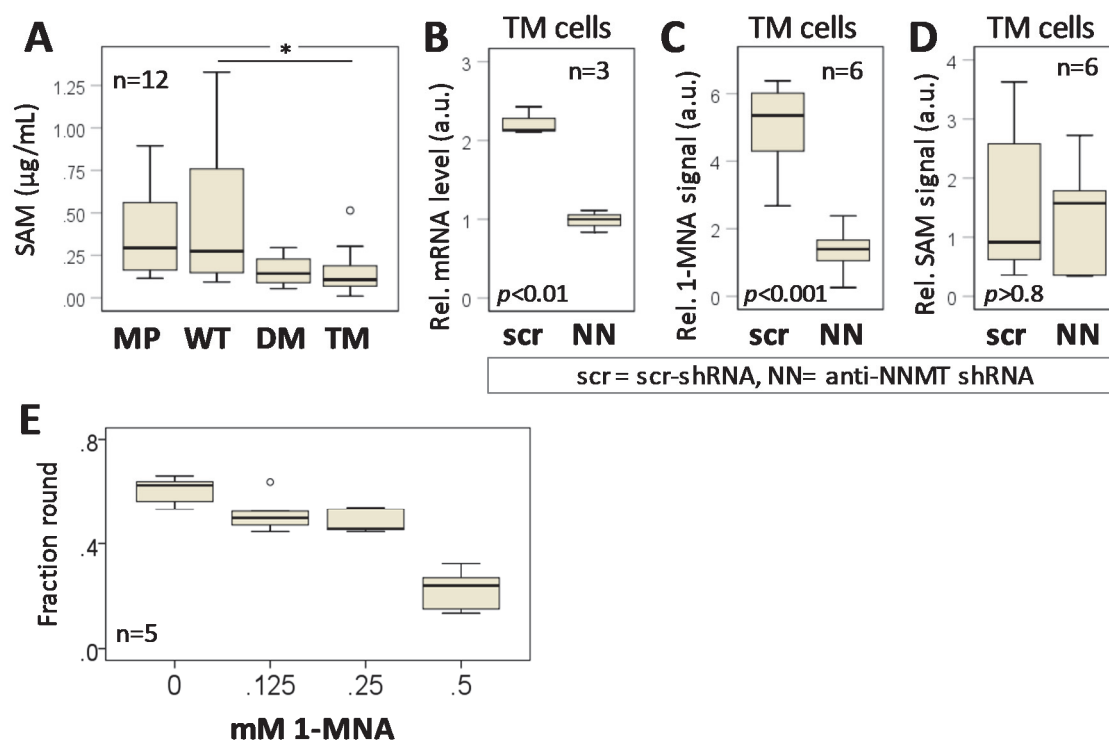 A
SAM (µg/mL)
1.25
1.00
.75
.50
.25
.00
n=12
*
MP WT DM TM
B
TM cells
Rel. mRNA level (a.u.)
3
2
1
0
n=3
p<0.01
scr NN
C
TM cells
Rel. 1-MNA signal (a.u.)
6
4
2
0
n=6
p<0.001
scr NN
D
TM cells
Rel. SAM signal (a.u.)
4
3
2
1
0
n=6
p>0.8
scr NN
scr = scr-shRNA, NN= anti-NNMT shRNA
E
Fraction round
.8
.4
.0
n=5
0 .125 .25 .5
mM 1-MNA